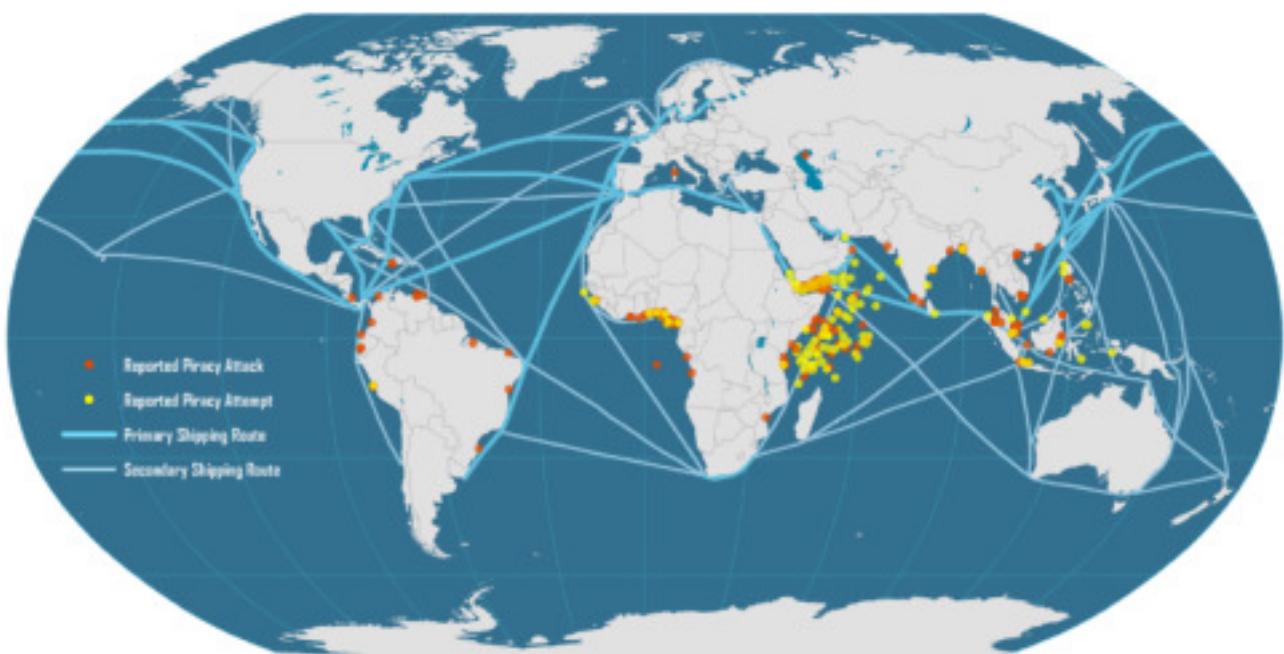 Reported Piracy Attack
Reported Piracy Attempt
Primary Shipping Route
Secondary Shipping Route